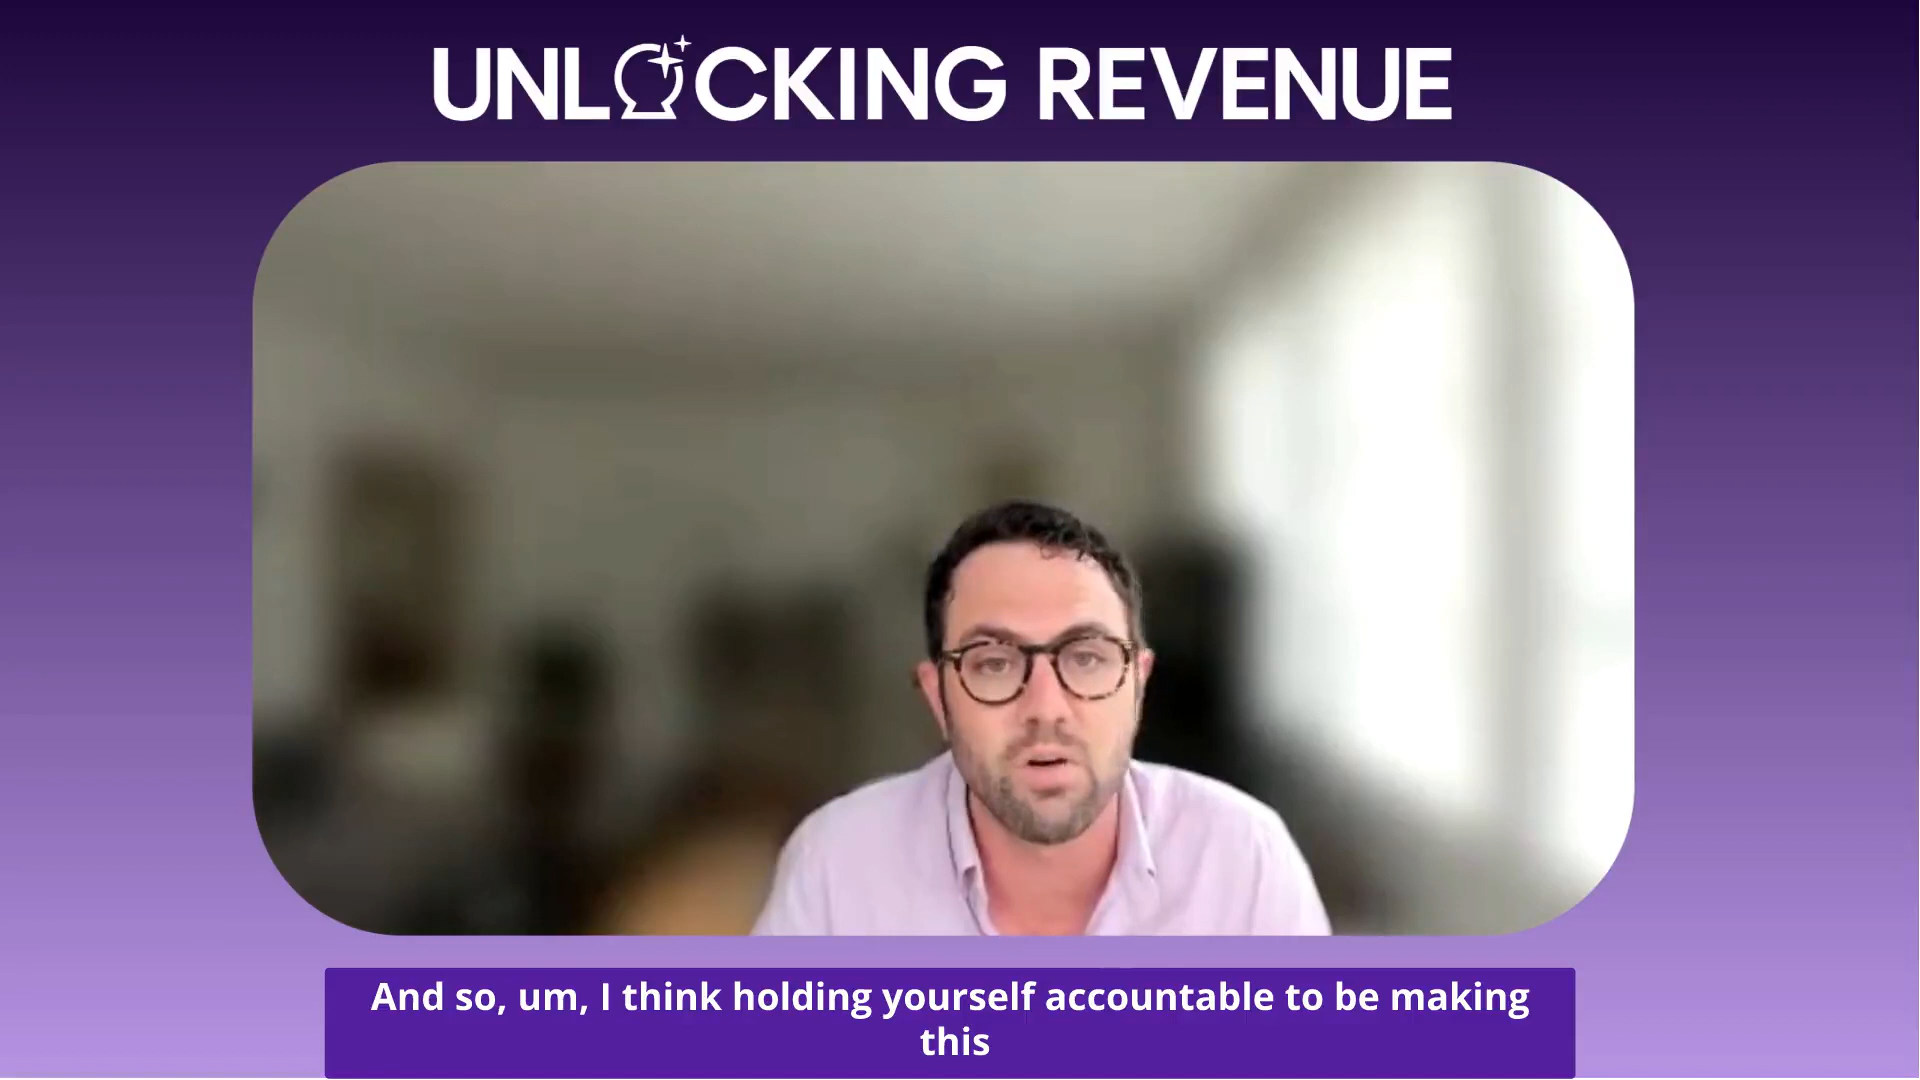 UNLOCKING REVENUE
And so, um, I think holding yourself accountable to be making
this